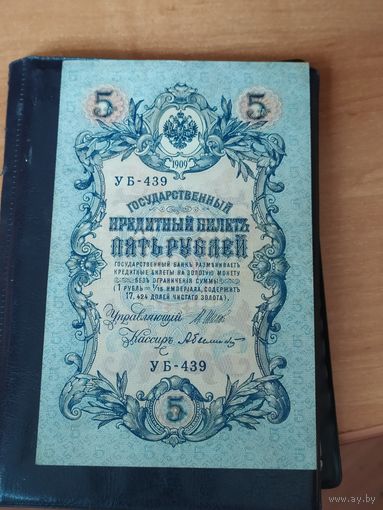 5 5
1909
УБ-439
ГОСУДАРСТВЕННЫЙ
КРЕДИТНЫЙ БИЛЕТЪ
ПЯТЬ РУБЛЕЙ
ГОСУДАРСТВЕННЫЙ БАНКЪ РАЗМѢНИВАЕТЪ
КРЕДИТНЫЕ БИЛЕТЫ НА ЗОЛОТУЮ МОНЕТУ
БЕЗЪ ОГРАНИЧЕНІЯ СУММЫ
(1 РУБЛЬ = 1/15 ИМПЕРІАЛА, СОДЕРЖИТЪ
17,424 ДОЛЕЙ ЧИСТАГО ЗОЛОТА).
Управляющій
Кассиръ
УБ-439
5
www.ay.by